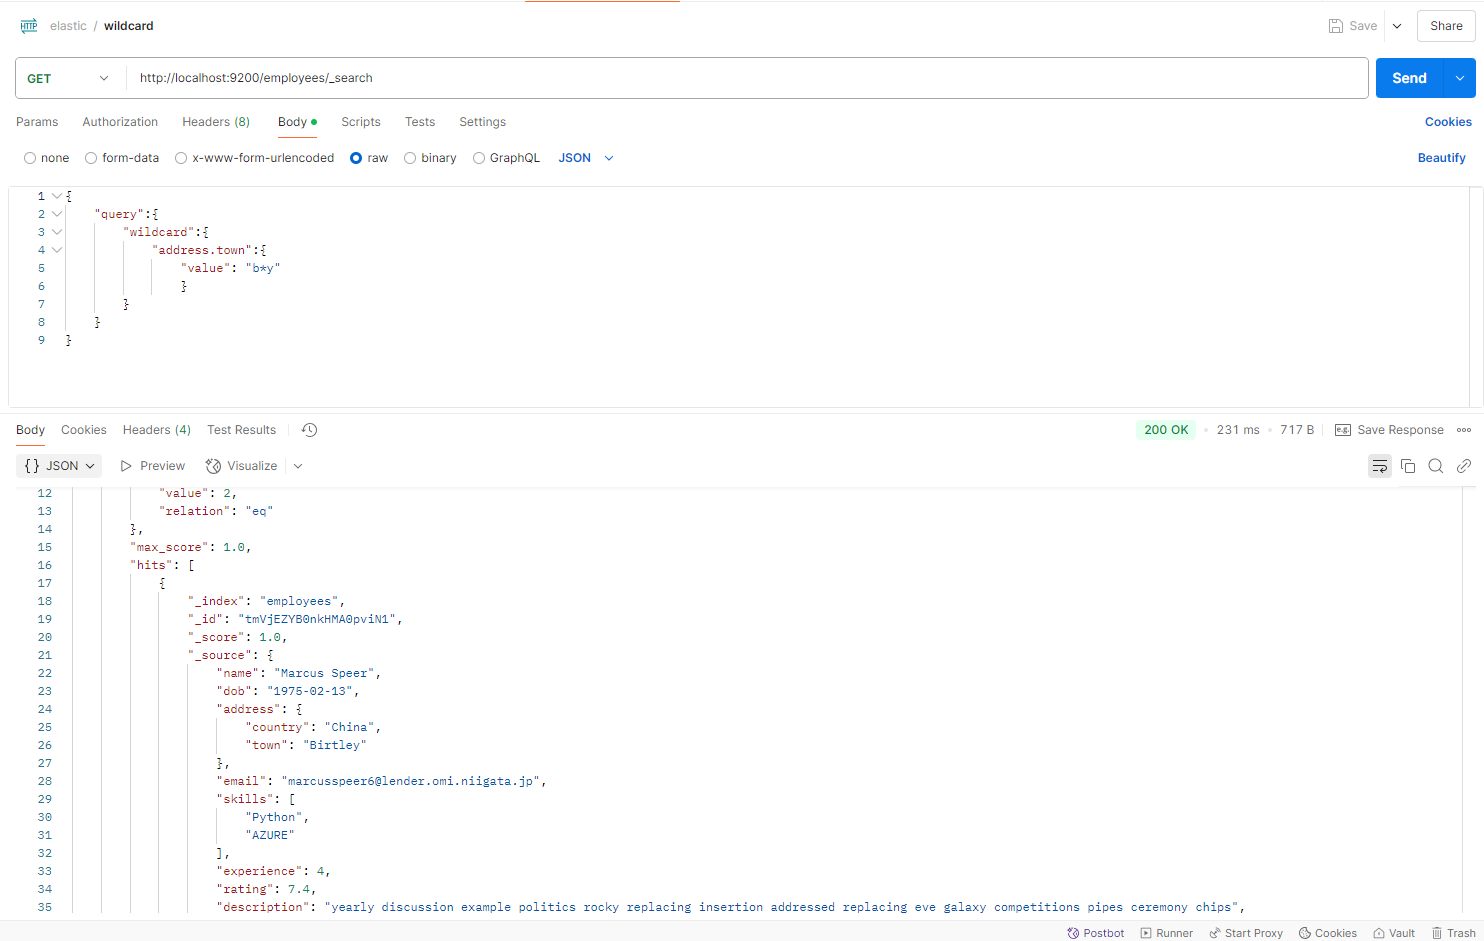 HTTP elastic / wildcard Save Share
GET http://localhost:9200/employees/_search Send
Params Authorization Headers (8) Body Scripts Tests Settings Cookies
none form-data x-www-form-urlencoded raw binary GraphQL JSON Beautify
1 {
2 "query":{
3 "wildcard":{
4 "address.town":{
5 "value": "b*y"
6 }
7 }
8 }
9 }
Body Cookies Headers (4) Test Results 200 OK 231 ms 717 B e.g. Save Response
{} JSON Preview Visualize
12 "value": 2,
13 "relation": "eq"
14 },
15 "max_score": 1.0,
16 "hits": [
17 {
18 "_index": "employees",
19 "_id": "tmVjEZYB0nkHMA0pviN1",
20 "_score": 1.0,
21 "_source": {
22 "name": "Marcus Speer",
23 "dob": "1975-02-13",
24 "address": {
25 "country": "China",
26 "town": "Birtley"
27 },
28 "email": "marcusspeer6@lender.omi.niigata.jp",
29 "skills": [
30 "Python",
31 "AZURE"
32 ],
33 "experience": 4,
34 "rating": 7.4,
35 "description": "yearly discussion example politics rocky replacing insertion addressed replacing eve galaxy competitions pipes ceremony chips",
Postbot Runner Start Proxy Cookies Vault Trash